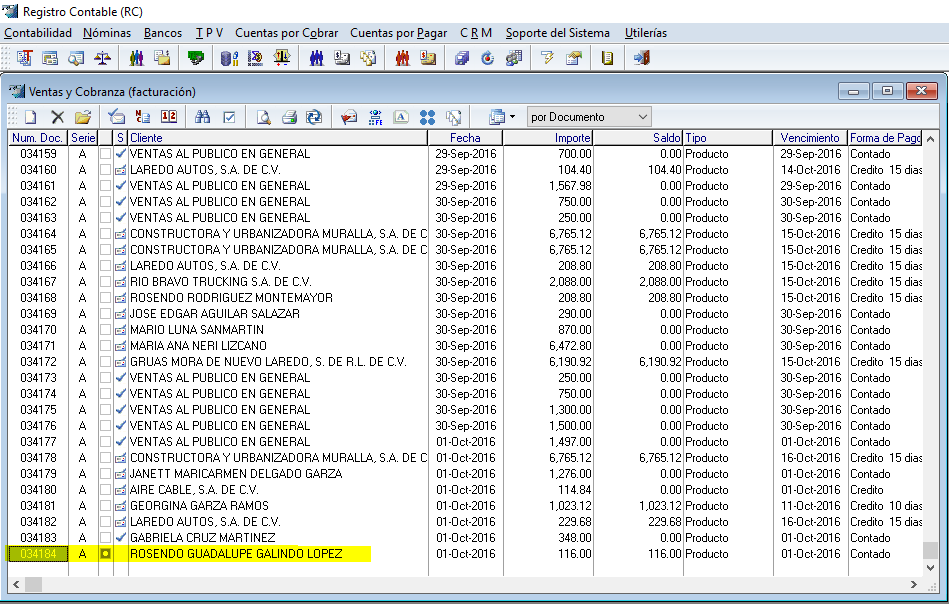 Registro Contable (RC)
Contabilidad Nóminas Bancos T P V Cuentas por Cobrar Cuentas por Pagar C R M Soporte del Sistema Utilerías
Ventas y Cobranza (facturación)
por Documento
Num. Doc. Serie S Cliente Fecha Importe Saldo Tipo Vencimiento Forma de Pago
034159 A VENTAS AL PUBLICO EN GENERAL 29-Sep-2016 700.00 0.00 Producto 29-Sep-2016 Contado
034160 A LAREDO AUTOS, S.A. DE C.V. 29-Sep-2016 104.40 104.40 Producto 14-Oct-2016 Credito 15 dias
034161 A VENTAS AL PUBLICO EN GENERAL 29-Sep-2016 1,567.98 0.00 Producto 29-Sep-2016 Contado
034162 A VENTAS AL PUBLICO EN GENERAL 30-Sep-2016 750.00 0.00 Producto 30-Sep-2016 Contado
034163 A VENTAS AL PUBLICO EN GENERAL 30-Sep-2016 250.00 0.00 Producto 30-Sep-2016 Contado
034164 A CONSTRUCTORA Y URBANIZADORA MURALLA, S.A. DE C 30-Sep-2016 6,765.12 6,765.12 Producto 15-Oct-2016 Credito 15 dias
034165 A CONSTRUCTORA Y URBANIZADORA MURALLA, S.A. DE C 30-Sep-2016 6,765.12 6,765.12 Producto 15-Oct-2016 Credito 15 dias
034166 A LAREDO AUTOS, S.A. DE C.V. 30-Sep-2016 208.80 208.80 Producto 15-Oct-2016 Credito 15 dias
034167 A RIO BRAVO TRUCKING S.A. DE C.V. 30-Sep-2016 2,088.00 2,088.00 Producto 15-Oct-2016 Credito 15 dias
034168 A ROSENDO RODRIGUEZ MONTEMAYOR 30-Sep-2016 208.80 208.80 Producto 15-Oct-2016 Credito 15 dias
034169 A JOSE EDGAR AGUILAR SALAZAR 30-Sep-2016 290.00 0.00 Producto 30-Sep-2016 Contado
034170 A MARIO LUNA SANMARTIN 30-Sep-2016 870.00 0.00 Producto 30-Sep-2016 Contado
034171 A MARIA ANA NERI LIZCANO 30-Sep-2016 6,472.80 0.00 Producto 30-Sep-2016 Contado
034172 A GRUAS MORA DE NUEVO LAREDO, S. DE R.L. DE C.V. 30-Sep-2016 6,190.92 6,190.92 Producto 15-Oct-2016 Credito 15 dias
034173 A VENTAS AL PUBLICO EN GENERAL 30-Sep-2016 250.00 0.00 Producto 30-Sep-2016 Contado
034174 A VENTAS AL PUBLICO EN GENERAL 30-Sep-2016 750.00 0.00 Producto 30-Sep-2016 Contado
034175 A VENTAS AL PUBLICO EN GENERAL 30-Sep-2016 1,300.00 0.00 Producto 30-Sep-2016 Contado
034176 A VENTAS AL PUBLICO EN GENERAL 30-Sep-2016 1,500.00 0.00 Producto 30-Sep-2016 Contado
034177 A VENTAS AL PUBLICO EN GENERAL 01-Oct-2016 1,497.00 0.00 Producto 01-Oct-2016 Contado
034178 A CONSTRUCTORA Y URBANIZADORA MURALLA, S.A. DE C 01-Oct-2016 6,765.12 6,765.12 Producto 16-Oct-2016 Credito 15 dias
034179 A JANETT MARICARMEN DELGADO GARZA 01-Oct-2016 1,276.00 0.00 Producto 01-Oct-2016 Contado
034180 A AIRE CABLE, S.A. DE C.V. 01-Oct-2016 114.84 0.00 Producto 01-Oct-2016 Credito
034181 A GEORGINA GARZA RAMOS 01-Oct-2016 1,023.12 1,023.12 Producto 11-Oct-2016 Credito 10 dias
034182 A LAREDO AUTOS, S.A. DE C.V. 01-Oct-2016 229.68 229.68 Producto 16-Oct-2016 Credito 15 dias
034183 A GABRIELA CRUZ MARTINEZ 01-Oct-2016 348.00 0.00 Producto 01-Oct-2016 Contado
034184 A ROSENDO GUADALUPE GALINDO LOPEZ 01-Oct-2016 116.00 116.00 Producto 01-Oct-2016 Contado